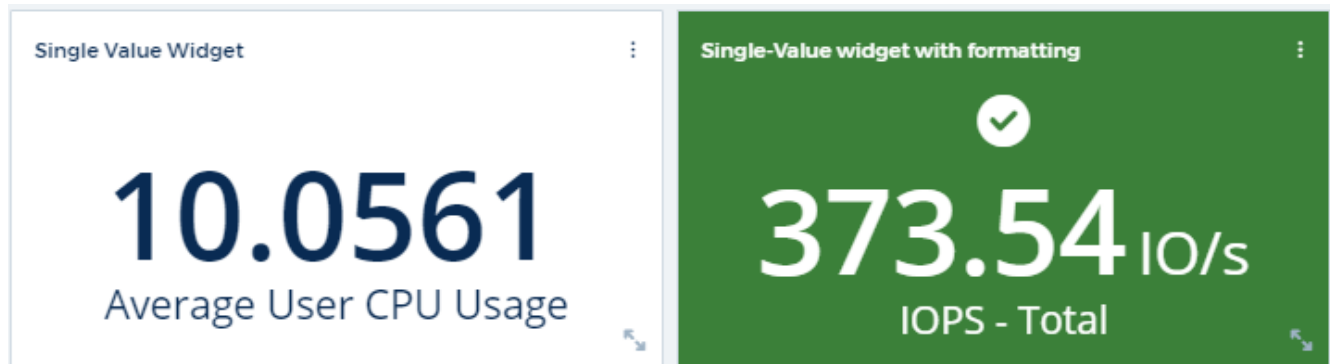 Single Value Widget
10.0561
Average User CPU Usage
Single-Value widget with formatting
373.54 IO/s
IOPS - Total